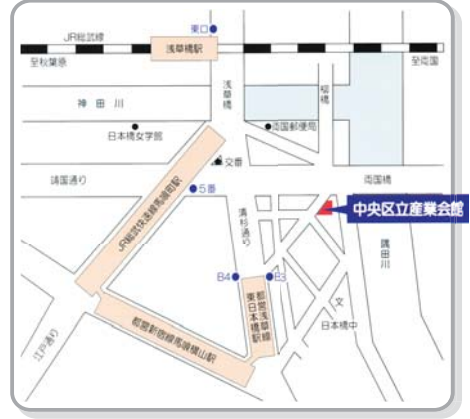 東口
JR総武線
浅草橋駅
至秋葉原
至両国
浅草橋
柳橋
神田川
日本橋女学館
両国郵便局
交番
靖国通り
両国橋
5番
JR総武快速線馬喰町駅
清杉通り
中央区立産業会館
隅田川
B4
B3
都営浅草線
東日本橋駅
文
日本橋中
都営新宿線馬喰横山駅
江戸通り